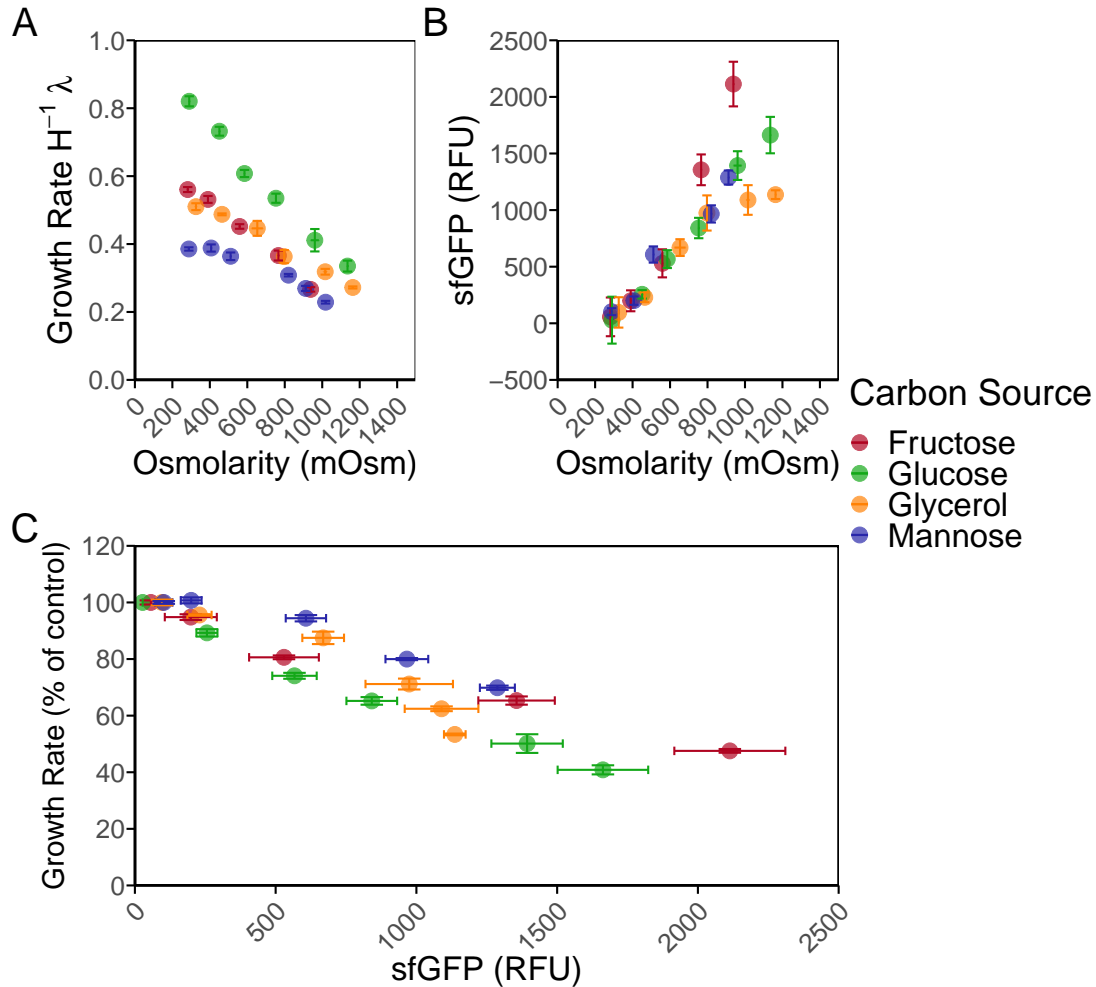 A
B
1.0
0.8
0.6
0.4
0.2
0.0
Growth Rate H⁻¹ λ
200
400
600
800
1000
1200
1400
Osmolarity (mOsm)
2500
2000
1500
1000
500
0
−500
sfGFP (RFU)
0
200
400
600
800
1000
1200
1400
Osmolarity (mOsm)
Carbon Source
Fructose
Glucose
Glycerol
Mannose
C
120
100
80
60
40
20
0
Growth Rate (% of control)
0
500
1000
1500
2000
2500
sfGFP (RFU)